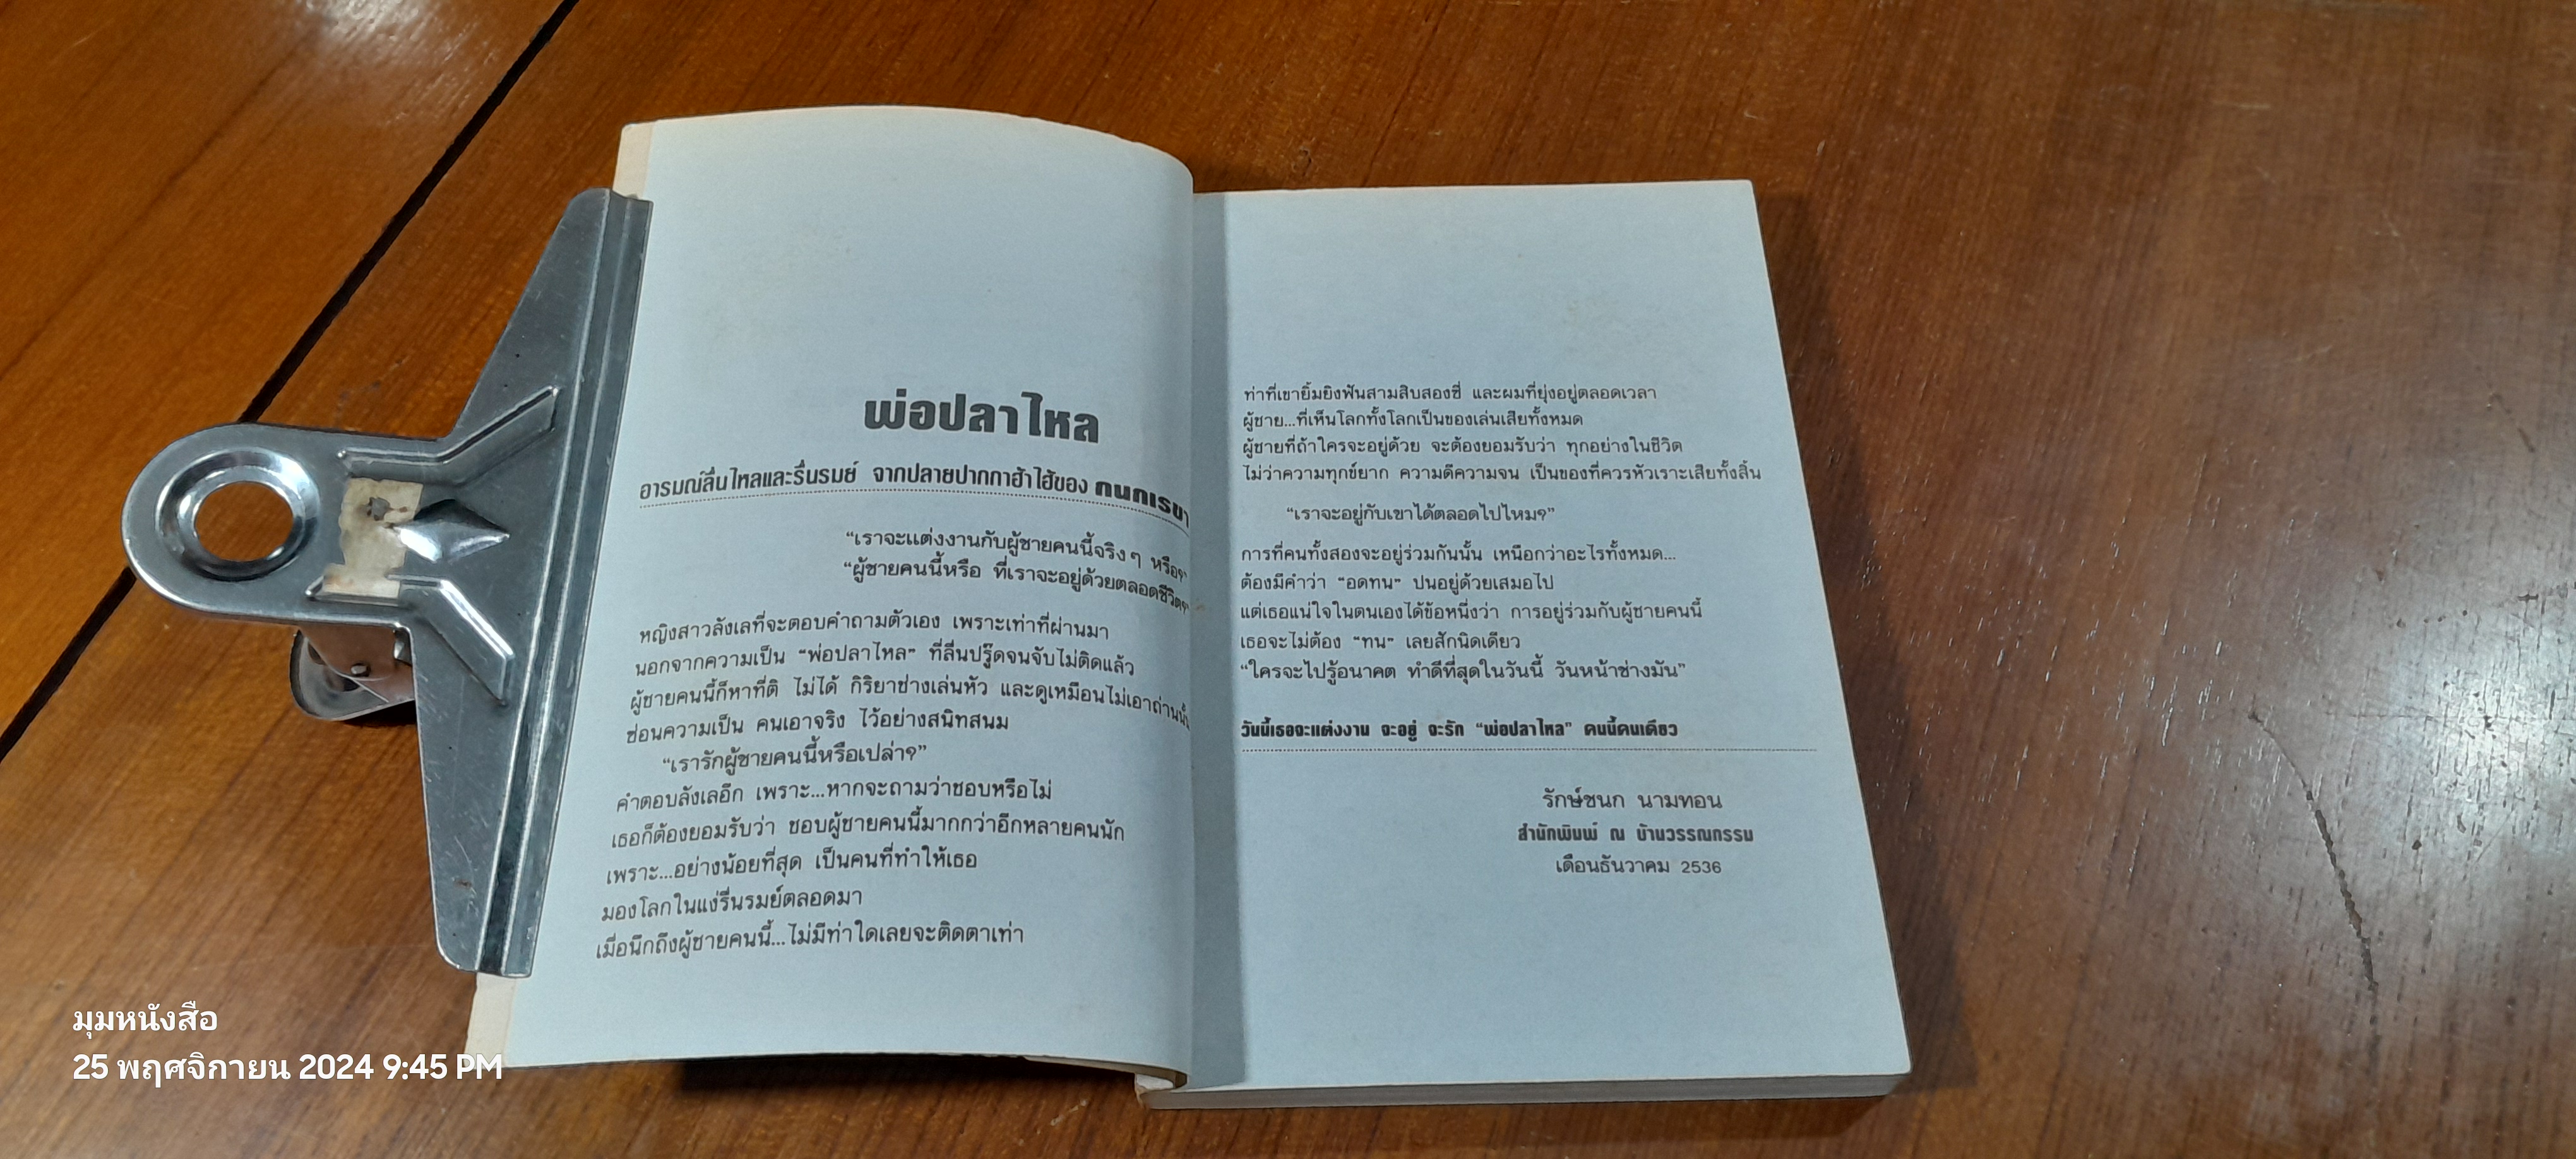 พ่อปลาไหล
อารมณ์ลื่นไหลและรื่นรมย์ จากปลายปากกาฮ้าไฮ้ของ กนกเรขา
“เราจะแต่งงานกับผู้ชายคนนี้จริง ๆ หรือ?”
“ผู้ชายคนนี้หรือ ที่เราจะอยู่ด้วยตลอดชีวิต?”
หญิงสาวลังเลที่จะตอบคำถามตัวเอง เพราะเท่าที่ผ่านมา
นอกจากความเป็น “พ่อปลาไหล” ที่ลื่นปรู๊ดจนจับไม่ติดแล้ว
ผู้ชายคนนี้ก็หาที่ติ ไม่ได้ กิริยาช่างเล่นหัว และดูเหมือนไม่เอาถ่านนั้น
ซ่อนความเป็น คนเอาจริง ไว้อย่างสนิทสนม
“เรารักผู้ชายคนนี้หรือเปล่า?”
คำตอบลังเลอีก เพราะ...หากจะถามว่าชอบหรือไม่
เธอก็ต้องยอมรับว่า ชอบผู้ชายคนนี้มากกว่าอีกหลายคนนัก
เพราะ...อย่างน้อยที่สุด เป็นคนที่ทำให้เธอ
มองโลกในแง่รื่นรมย์ตลอดมา
เมื่อนึกถึงผู้ชายคนนี้...ไม่มีท่าใดเลยจะติดตาเท่า
ท่าที่เขายิ้มยิงฟันสามสิบสองซี่ และผมที่ยุ่งอยู่ตลอดเวลา
ผู้ชาย...ที่เห็นโลกทั้งโลกเป็นของเล่นเสียทั้งหมด
ผู้ชายที่ถ้าใครจะอยู่ด้วย จะต้องยอมรับว่า ทุกอย่างในชีวิต
ไม่ว่าความทุกข์ยาก ความดีความจน เป็นของที่ควรหัวเราะเสียทั้งสิ้น
“เราจะอยู่กับเขาได้ตลอดไปไหม?”
การที่คนทั้งสองจะอยู่ร่วมกันนั้น เหนือกว่าอะไรทั้งหมด...
ต้องมีคำว่า “อดทน” ปนอยู่ด้วยเสมอไป
แต่เธอแน่ใจในตนเองได้ข้อหนึ่งว่า การอยู่ร่วมกับผู้ชายคนนี้
เธอจะไม่ต้อง “ทน” เลยสักนิดเดียว
“ใครจะไปรู้อนาคต ทำดีที่สุดในวันนี้ วันหน้าช่างมัน”
วันนี้เธอจะแต่งงาน จะอยู่ จะรัก “พ่อปลาไหล” คนนี้คนเดียว
รักษ์ชนก นามทอน
สำนักพิมพ์ ณ บ้านวรรณกรรม
เดือนธันวาคม 2536
มุมหนังสือ
25 พฤศจิกายน 2024 9:45 PM